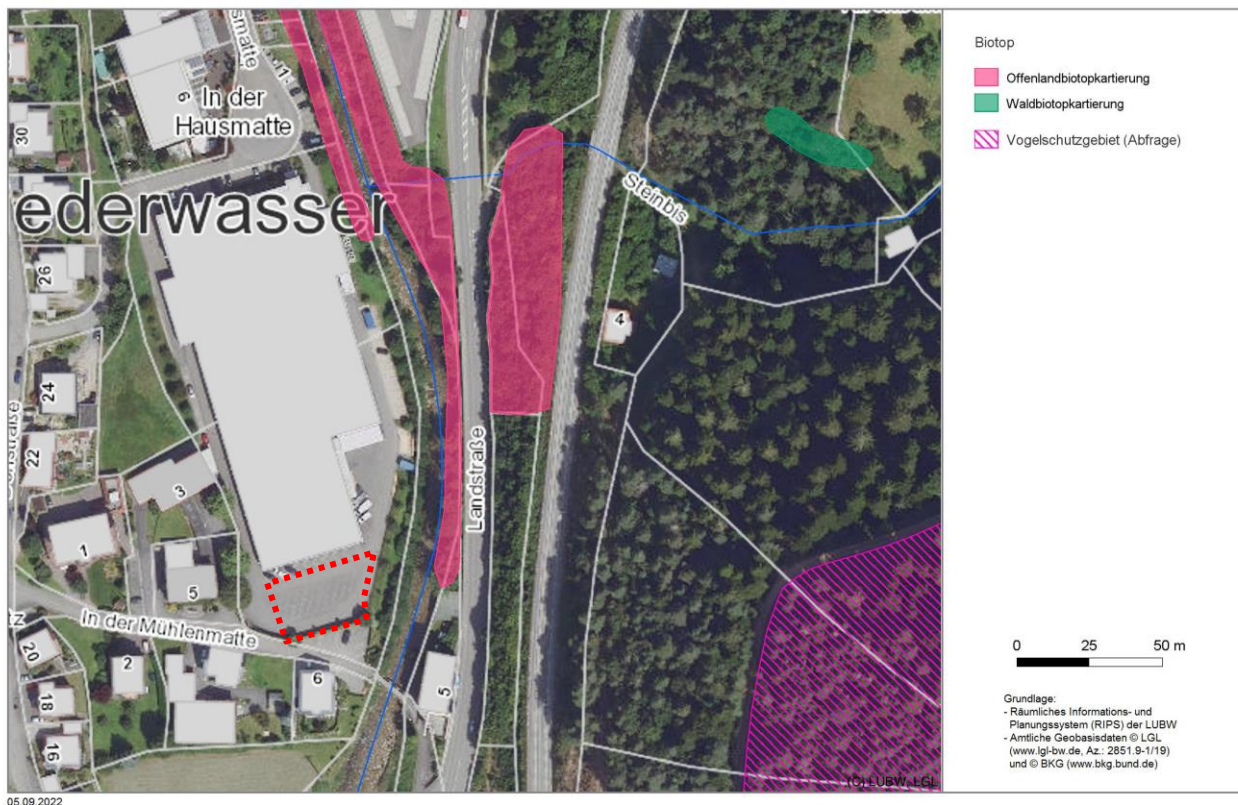 In der
Hausmatte
6
1
30
ederwasser
26
24
22
3
1
5
In der Mühlenmatte
20
2
18
6
16
5
Landstraße
Steinbis
4
(C) LUBW, LGL
Biotop
Offenlandbiotopkartierung
Waldbiotopkartierung
Vogelschutzgebiet (Abfrage)
0 25 50 m
Grundlage:
- Räumliches Informations- und
Planungssystem (RIPS) der LUBW
- Amtliche Geobasisdaten © LGL
(www.lgl-bw.de, Az.: 2851.9-1/19)
und © BKG (www.bkg.bund.de)
05.09.2022